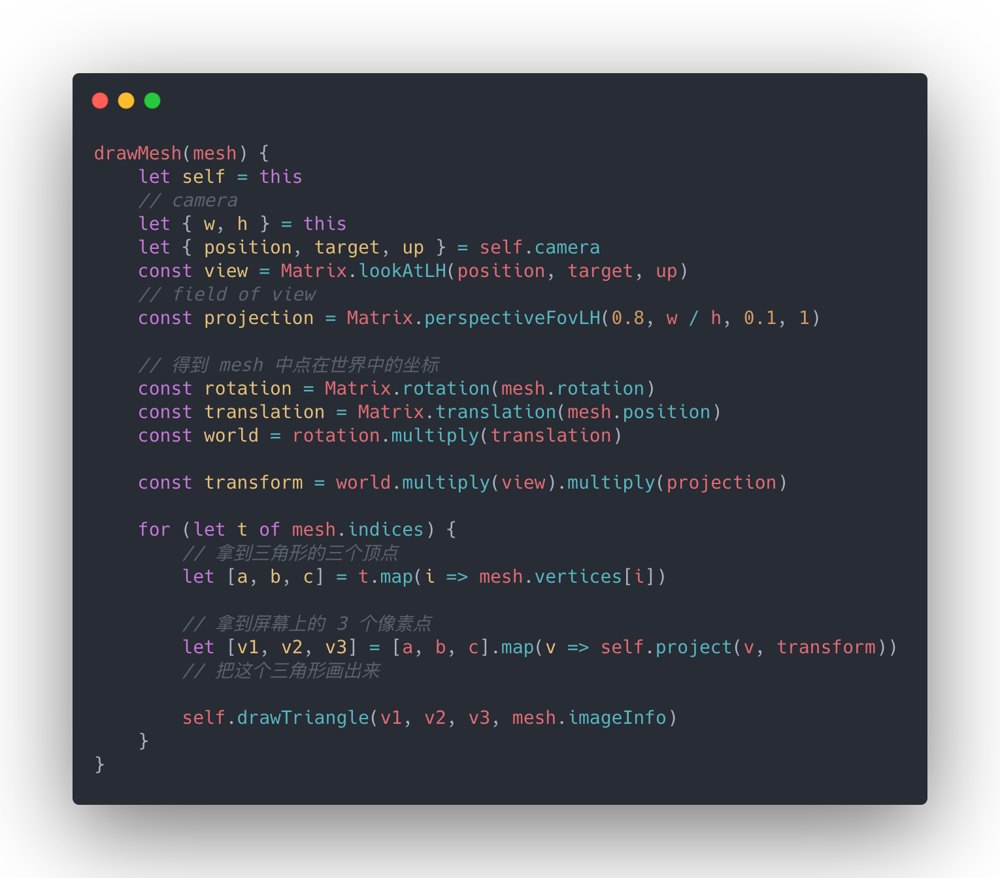 drawMesh(mesh) {
    let self = this
    // camera
    let { w, h } = this
    let { position, target, up } = self.camera
    const view = Matrix.lookAtLH(position, target, up)
    // field of view
    const projection = Matrix.perspectiveFovLH(0.8, w / h, 0.1, 1)
    // 得到 mesh 中点在世界中的坐标
    const rotation = Matrix.rotation(mesh.rotation)
    const translation = Matrix.translation(mesh.position)
    const world = rotation.multiply(translation)
    const transform = world.multiply(view).multiply(projection)
    for (let t of mesh.indices) {
        // 拿到三角形的三个顶点
        let [a, b, c] = t.map(i => mesh.vertices[i])
        // 拿到屏幕上的 3 个像素点
        let [v1, v2, v3] = [a, b, c].map(v => self.project(v, transform))
        // 把这个三角形画出来
        self.drawTriangle(v1, v2, v3, mesh.imageInfo)
    }
}